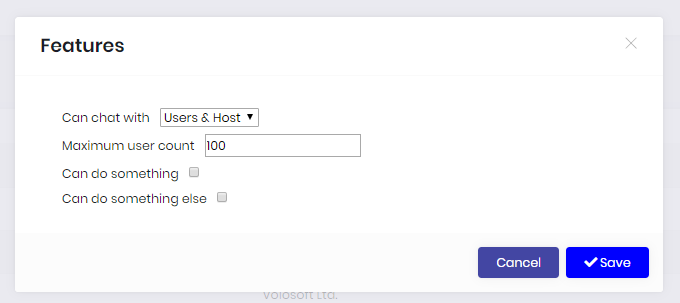 Features
Can chat with Users & Host
Maximum user count 100
Can do something
Can do something else
Cancel Save
Volosoft Ltd.